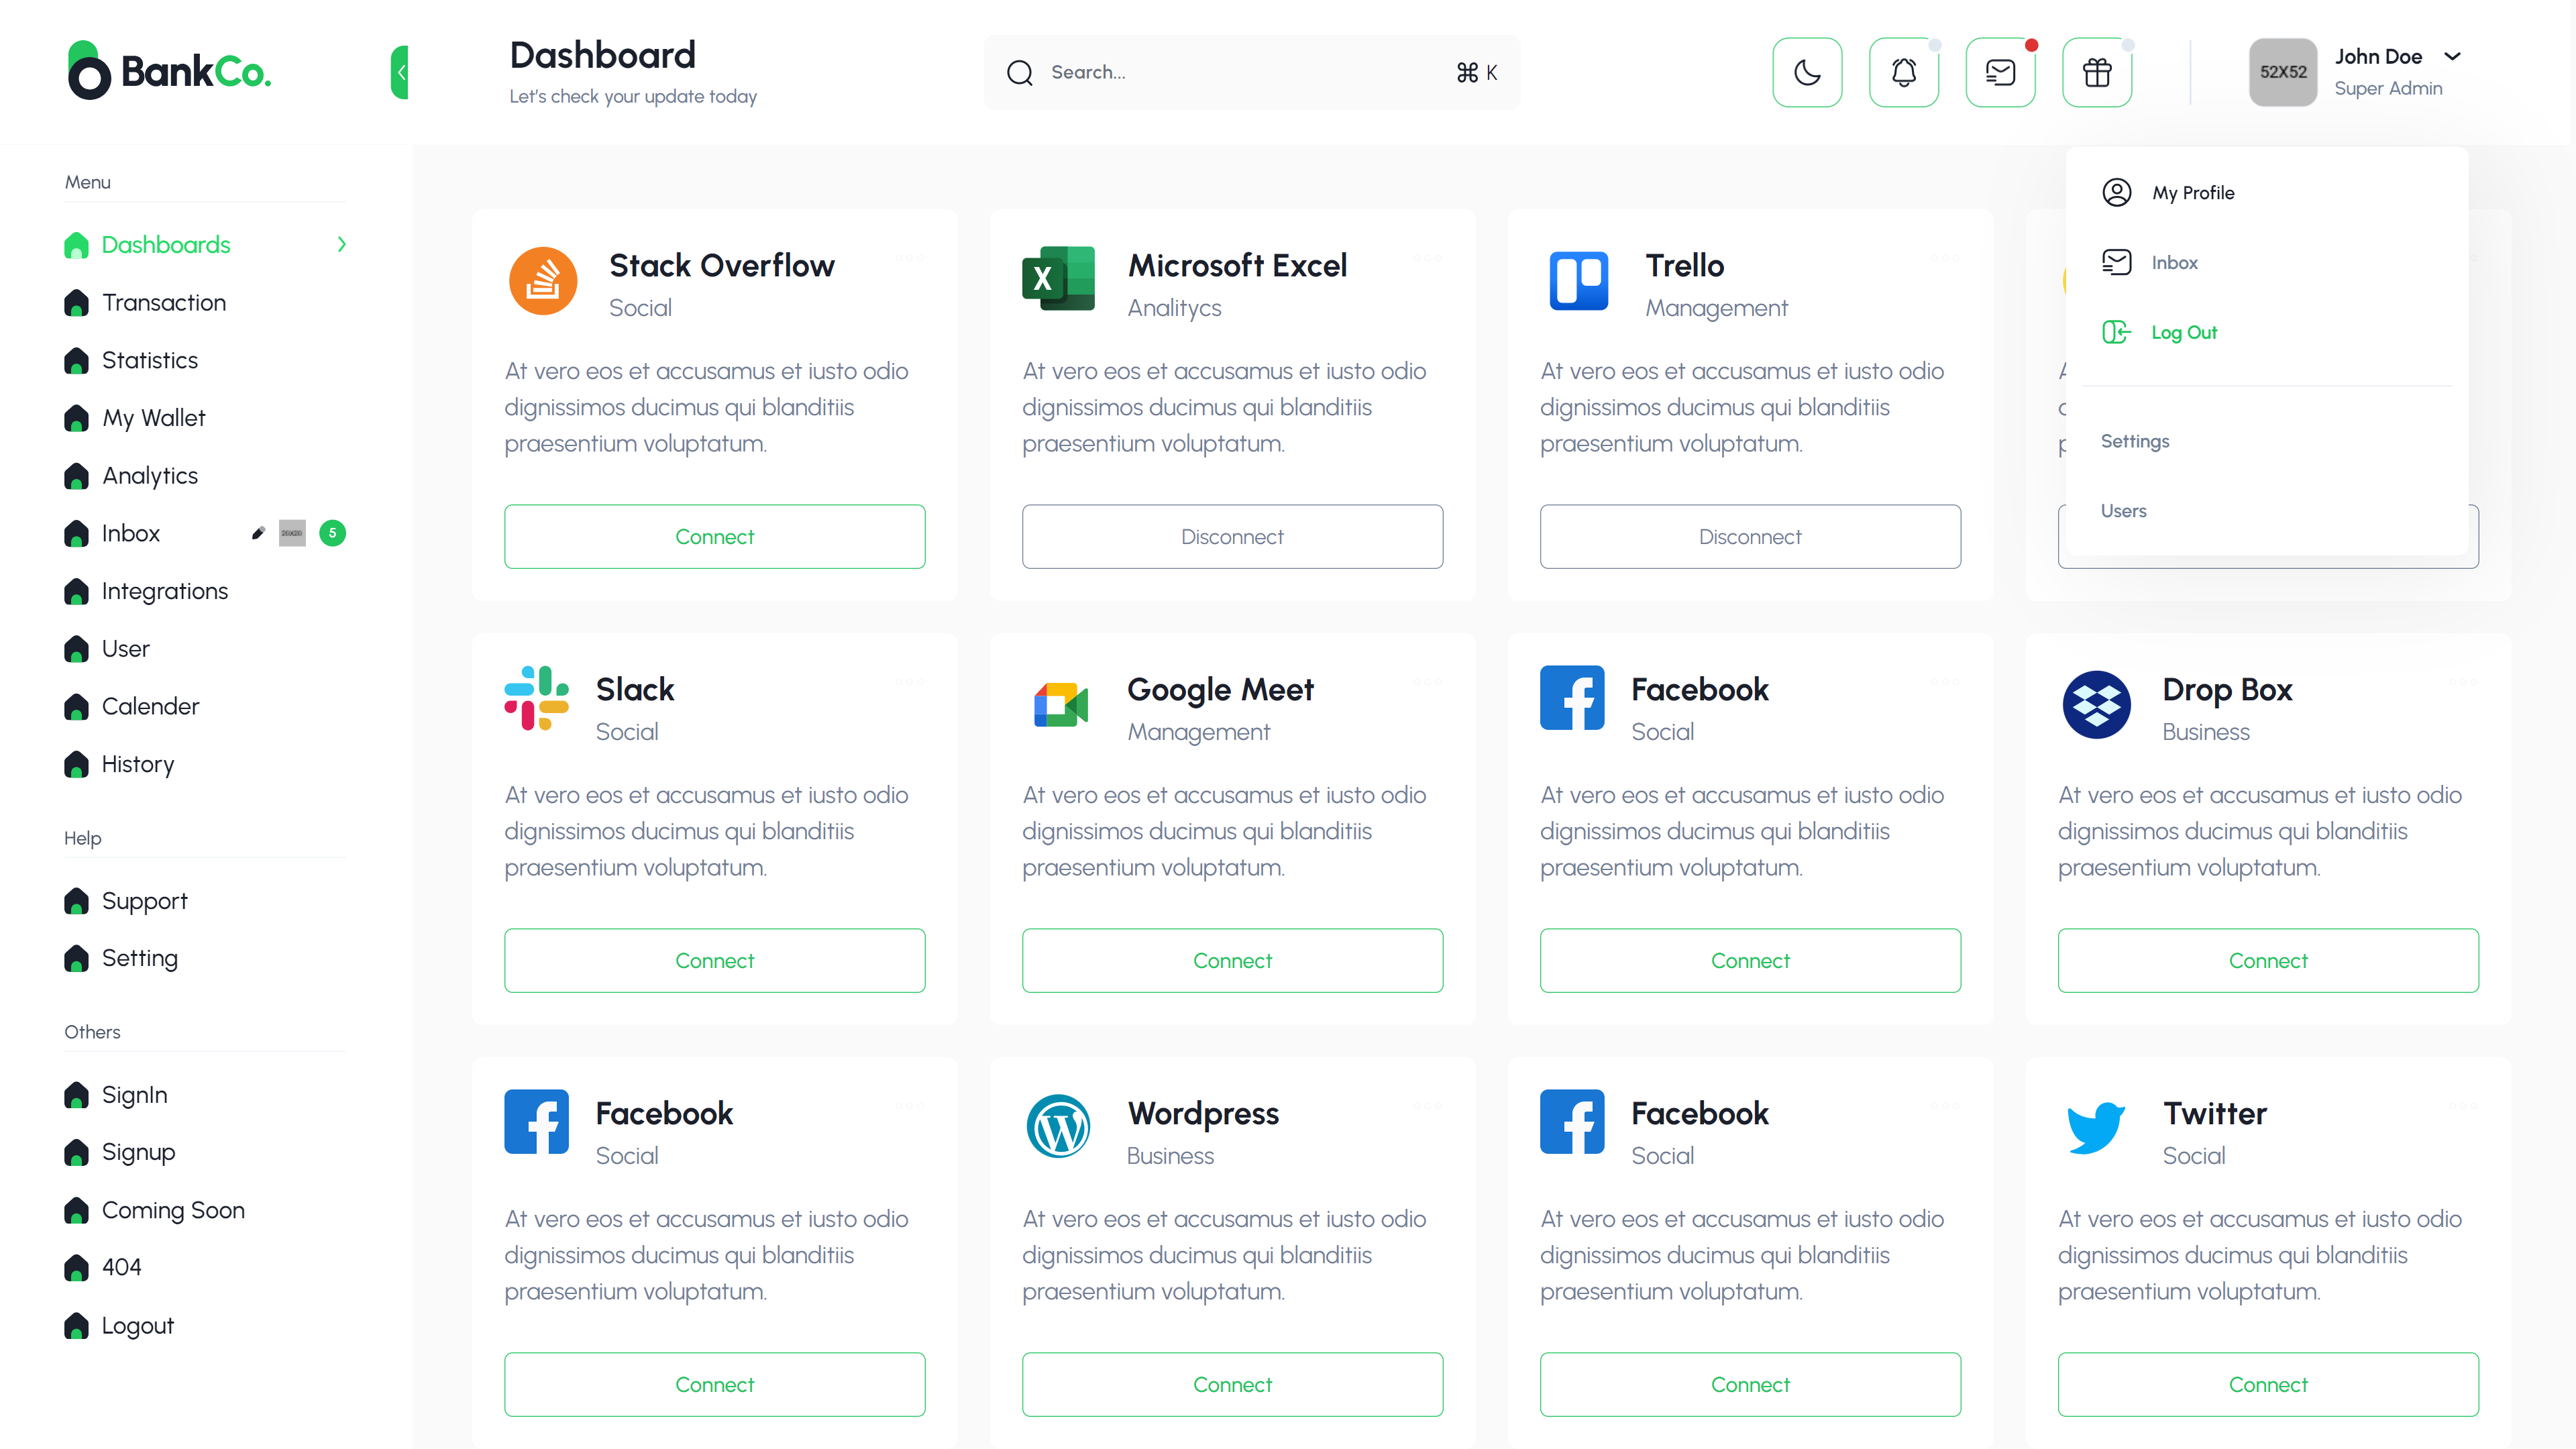 BankCo.
Dashboard
Let's check your update today
Search...
⌘ K
52X52
John Doe
Super Admin
Menu
Dashboards
Transaction
Statistics
My Wallet
Analytics
Inbox
5
Integrations
User
Calender
History
Help
Support
Setting
Others
SignIn
Signup
Coming Soon
404
Logout
My Profile
Inbox
Log Out
Settings
Users
Stack Overflow
Social
At vero eos et accusamus et iusto odio
dignissimos ducimus qui blanditiis
praesentium voluptatum.
Connect
Microsoft Excel
Analitycs
At vero eos et accusamus et iusto odio
dignissimos ducimus qui blanditiis
praesentium voluptatum.
Disconnect
Trello
Management
At vero eos et accusamus et iusto odio
dignissimos ducimus qui blanditiis
praesentium voluptatum.
Disconnect
Slack
Social
At vero eos et accusamus et iusto odio
dignissimos ducimus qui blanditiis
praesentium voluptatum.
Connect
Google Meet
Management
At vero eos et accusamus et iusto odio
dignissimos ducimus qui blanditiis
praesentium voluptatum.
Connect
Facebook
Social
At vero eos et accusamus et iusto odio
dignissimos ducimus qui blanditiis
praesentium voluptatum.
Connect
Drop Box
Business
At vero eos et accusamus et iusto odio
dignissimos ducimus qui blanditiis
praesentium voluptatum.
Connect
Facebook
Social
At vero eos et accusamus et iusto odio
dignissimos ducimus qui blanditiis
praesentium voluptatum.
Connect
Wordpress
Business
At vero eos et accusamus et iusto odio
dignissimos ducimus qui blanditiis
praesentium voluptatum.
Connect
Facebook
Social
At vero eos et accusamus et iusto odio
dignissimos ducimus qui blanditiis
praesentium voluptatum.
Connect
Twitter
Social
At vero eos et accusamus et iusto odio
dignissimos ducimus qui blanditiis
praesentium voluptatum.
Connect